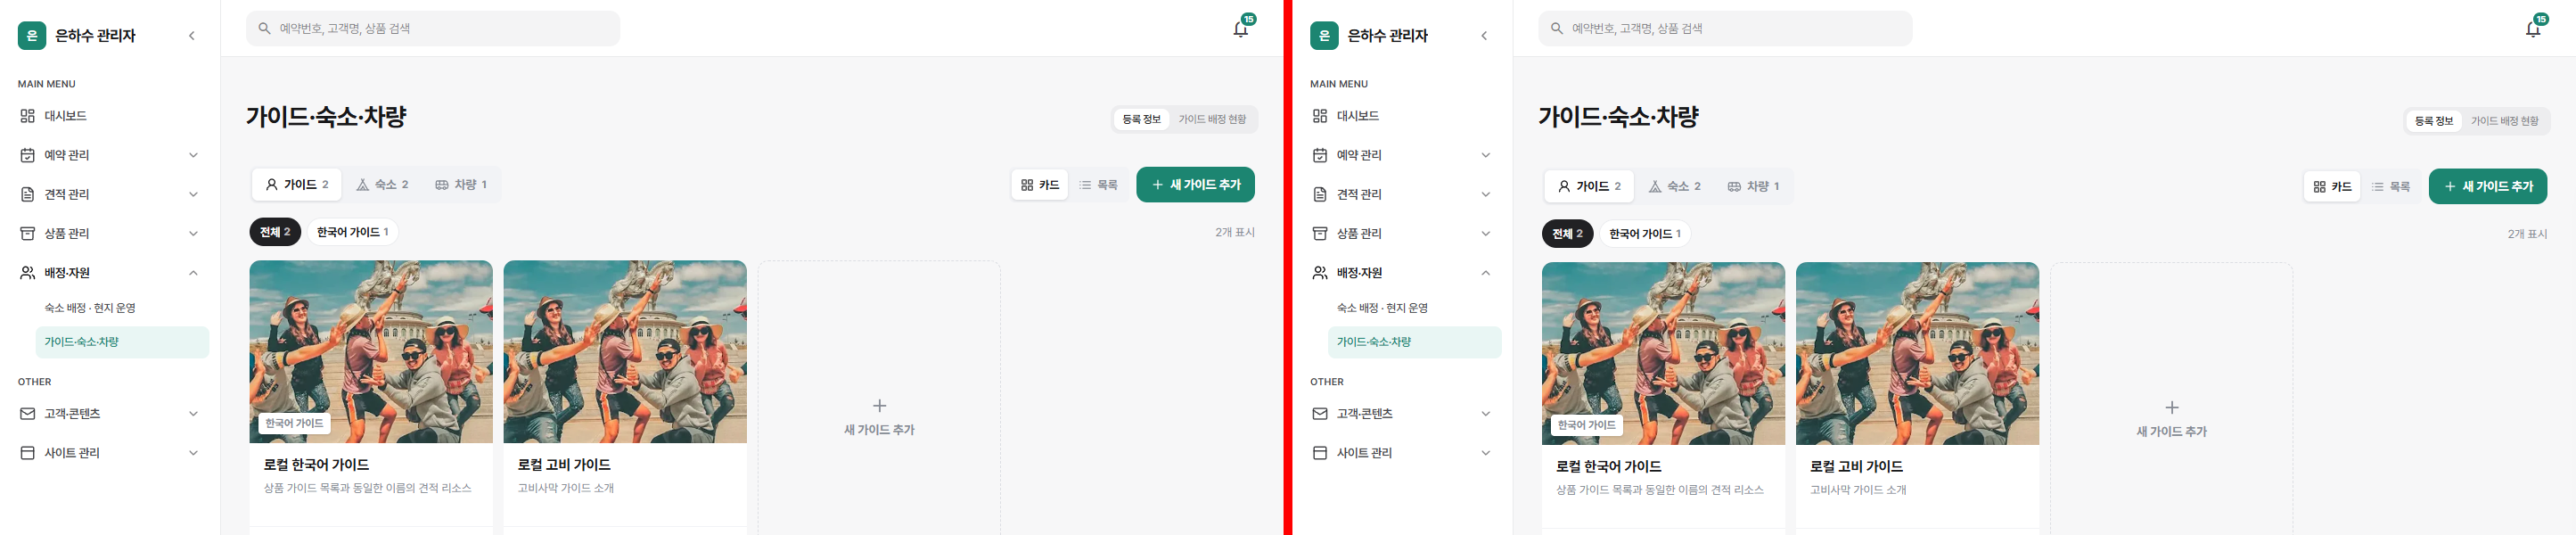 은 은하수 관리자
예약번호, 고객명, 상품 검색
15
MAIN MENU
대시보드
예약 관리
견적 관리
상품 관리
배정·자원
숙소 배정 · 현지 운영
가이드·숙소·차량
OTHER
고객·콘텐츠
사이트 관리
가이드·숙소·차량
등록 정보 가이드 배정 현황
가이드 2 숙소 2 차량 1
카드 목록 새 가이드 추가
전체 2 한국어 가이드 1
2개 표시
한국어 가이드
로컬 한국어 가이드
상품 가이드 목록과 동일한 이름의 견적 리소스
로컬 고비 가이드
고비사막 가이드 소개
새 가이드 추가
은 은하수 관리자
예약번호, 고객명, 상품 검색
15
MAIN MENU
대시보드
예약 관리
견적 관리
상품 관리
배정·자원
숙소 배정 · 현지 운영
가이드·숙소·차량
OTHER
고객·콘텐츠
사이트 관리
가이드·숙소·차량
등록 정보 가이드 배정 현황
가이드 2 숙소 2 차량 1
카드 목록 새 가이드 추가
전체 2 한국어 가이드 1
2개 표시
한국어 가이드
로컬 한국어 가이드
상품 가이드 목록과 동일한 이름의 견적 리소스
로컬 고비 가이드
고비사막 가이드 소개
새 가이드 추가